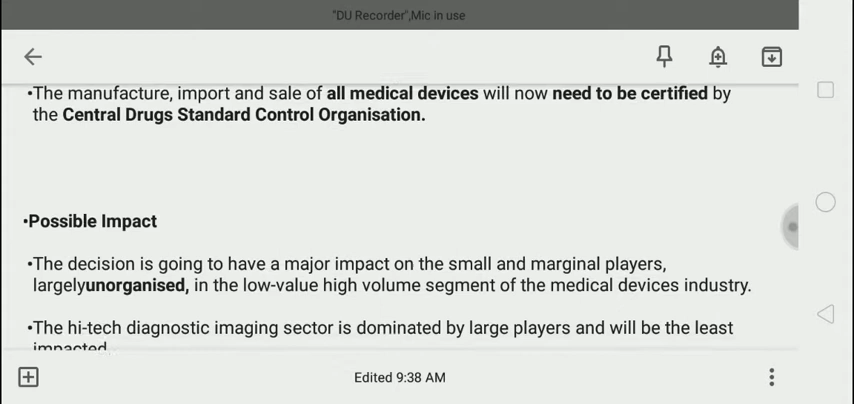 "DU Recorder",Mic in use
•The manufacture, import and sale of all medical devices will now need to be certified by
the Central Drugs Standard Control Organisation.
•Possible Impact
•The decision is going to have a major impact on the small and marginal players,
largelyunorganised, in the low-value high volume segment of the medical devices industry.
•The hi-tech diagnostic imaging sector is dominated by large players and will be the least
impacted
Edited 9:38 AM